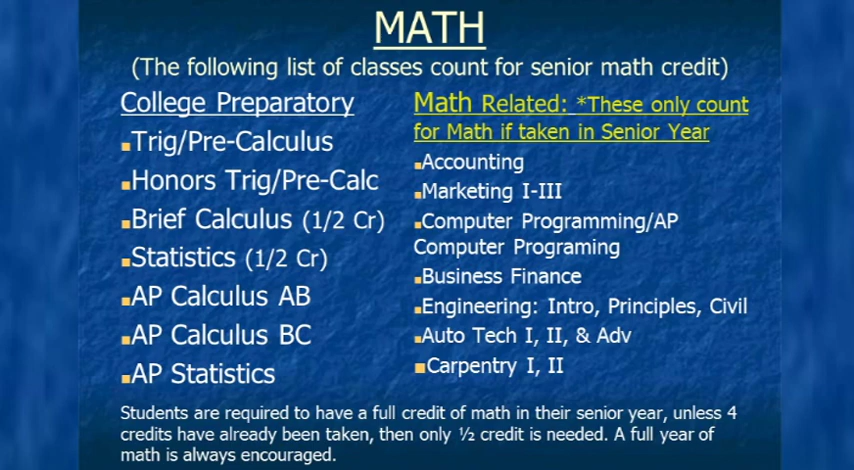 MATH
(The following list of classes count for senior math credit)
College Preparatory
▪Trig/Pre-Calculus
▪Honors Trig/Pre-Calc
▪Brief Calculus (1/2 Cr)
▪Statistics (1/2 Cr)
▪AP Calculus AB
▪AP Calculus BC
▪AP Statistics
Math Related: *These only count
for Math if taken in Senior Year
▪Accounting
▪Marketing I-III
▪Computer Programming/AP
Computer Programing
▪Business Finance
▪Engineering: Intro, Principles, Civil
▪Auto Tech I, II, & Adv
▪Carpentry I, II
Students are required to have a full credit of math in their senior year, unless 4
credits have already been taken, then only ½ credit is needed. A full year of
math is always encouraged.